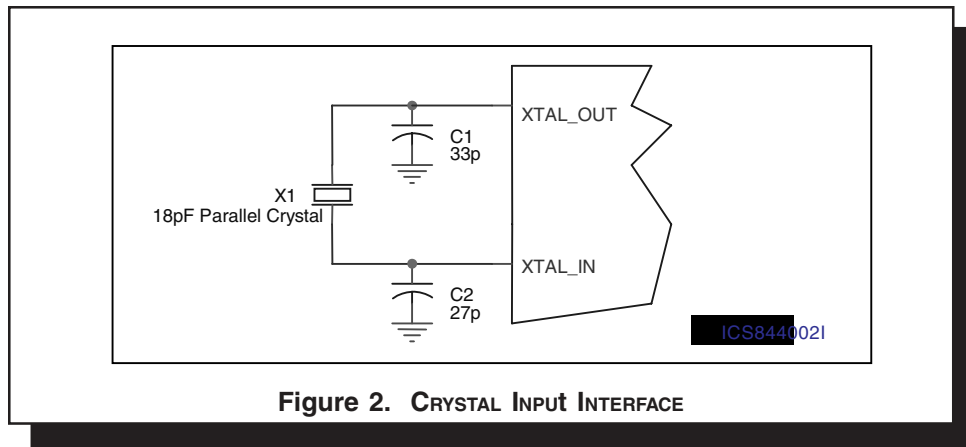 XTAL_OUT
C1
33p
X1
18pF Parallel Crystal
XTAL_IN
C2
27p
ICS844002I
Figure 2. CRYSTAL INPUt INTERFACE